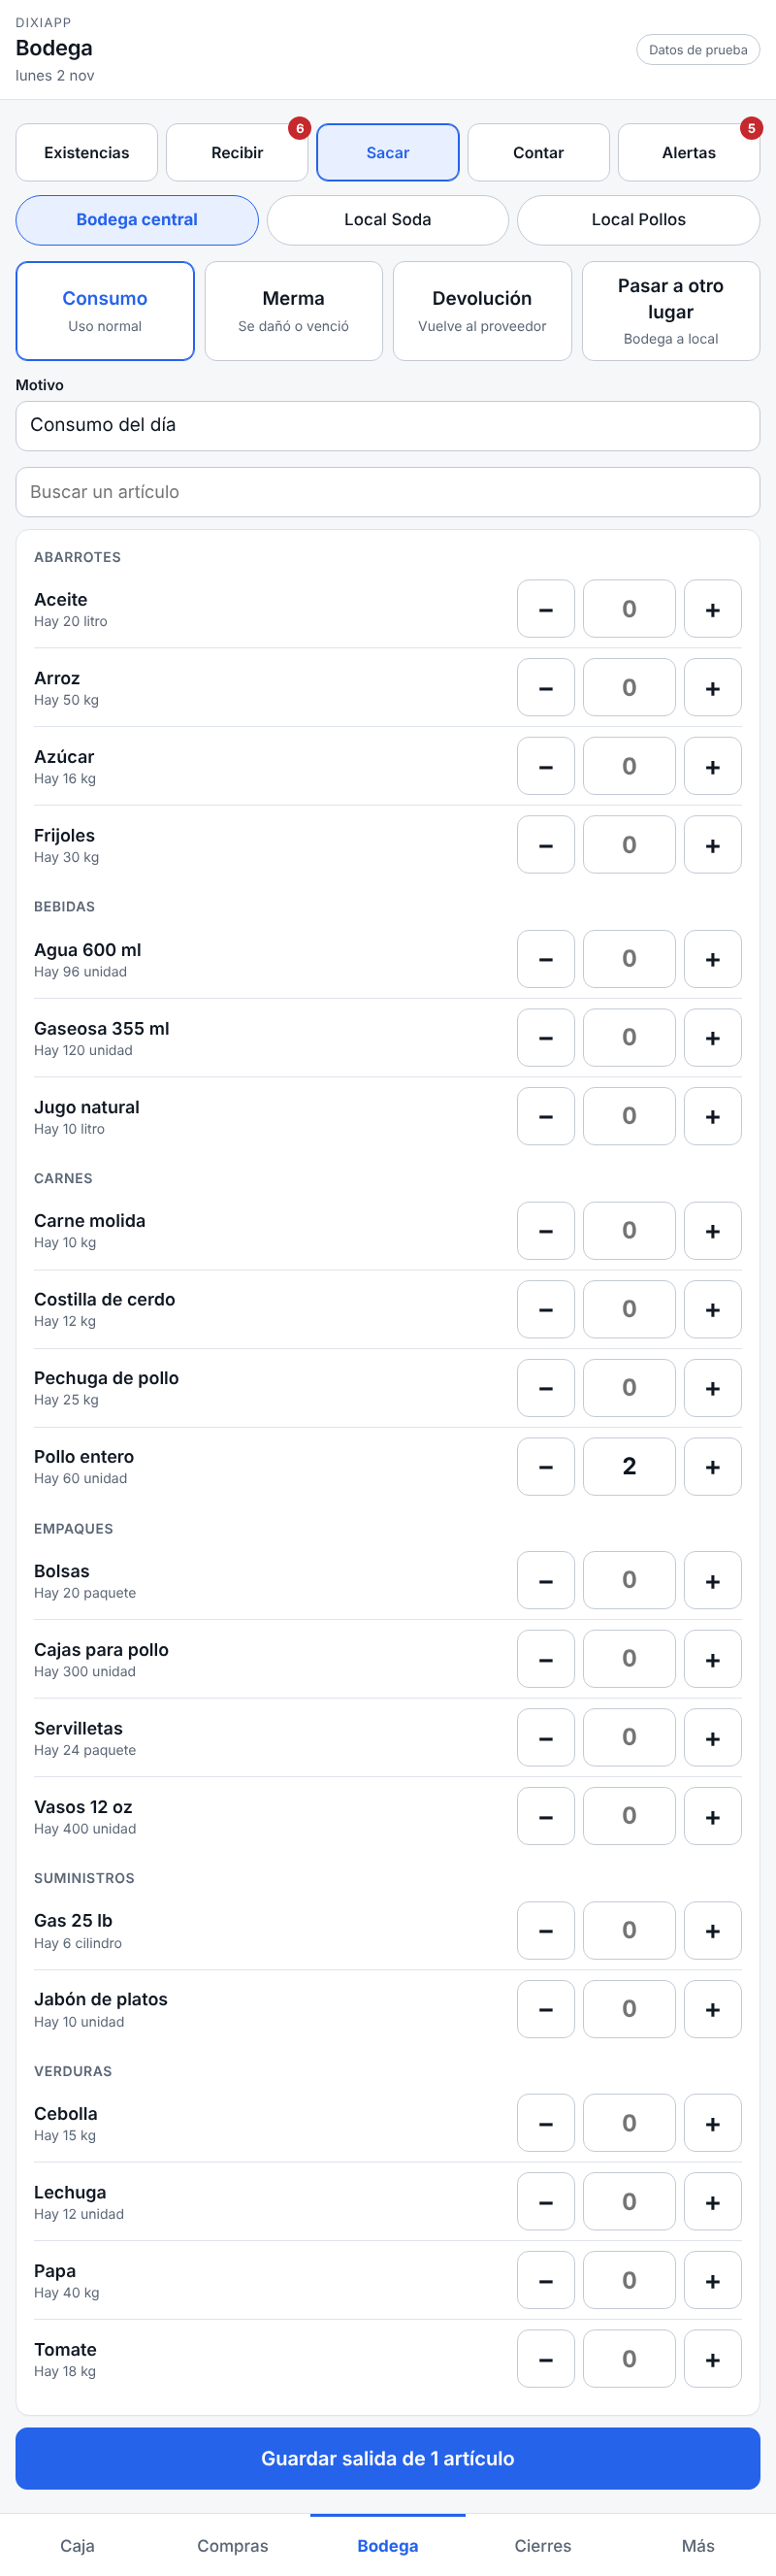 DIXIAPP
Bodega
lunes 2 nov
Datos de prueba
Existencias
Recibir
6
Sacar
Contar
Alertas
5
Bodega central
Local Soda
Local Pollos
Consumo
Uso normal
Merma
Se dañó o venció
Devolución
Vuelve al proveedor
Pasar a otro
lugar
Bodega a local
Motivo
Consumo del día
Buscar un artículo
ABARROTES
Aceite
Hay 20 litro
− 0 +
Arroz
Hay 50 kg
− 0 +
Azúcar
Hay 16 kg
− 0 +
Frijoles
Hay 30 kg
− 0 +
BEBIDAS
Agua 600 ml
Hay 96 unidad
− 0 +
Gaseosa 355 ml
Hay 120 unidad
− 0 +
Jugo natural
Hay 10 litro
− 0 +
CARNES
Carne molida
Hay 10 kg
− 0 +
Costilla de cerdo
Hay 12 kg
− 0 +
Pechuga de pollo
Hay 25 kg
− 0 +
Pollo entero
Hay 60 unidad
− 2 +
EMPAQUES
Bolsas
Hay 20 paquete
− 0 +
Cajas para pollo
Hay 300 unidad
− 0 +
Servilletas
Hay 24 paquete
− 0 +
Vasos 12 oz
Hay 400 unidad
− 0 +
SUMINISTROS
Gas 25 lb
Hay 6 cilindro
− 0 +
Jabón de platos
Hay 10 unidad
− 0 +
VERDURAS
Cebolla
Hay 15 kg
− 0 +
Lechuga
Hay 12 unidad
− 0 +
Papa
Hay 40 kg
− 0 +
Tomate
Hay 18 kg
− 0 +
Guardar salida de 1 artículo
Caja
Compras
Bodega
Cierres
Más